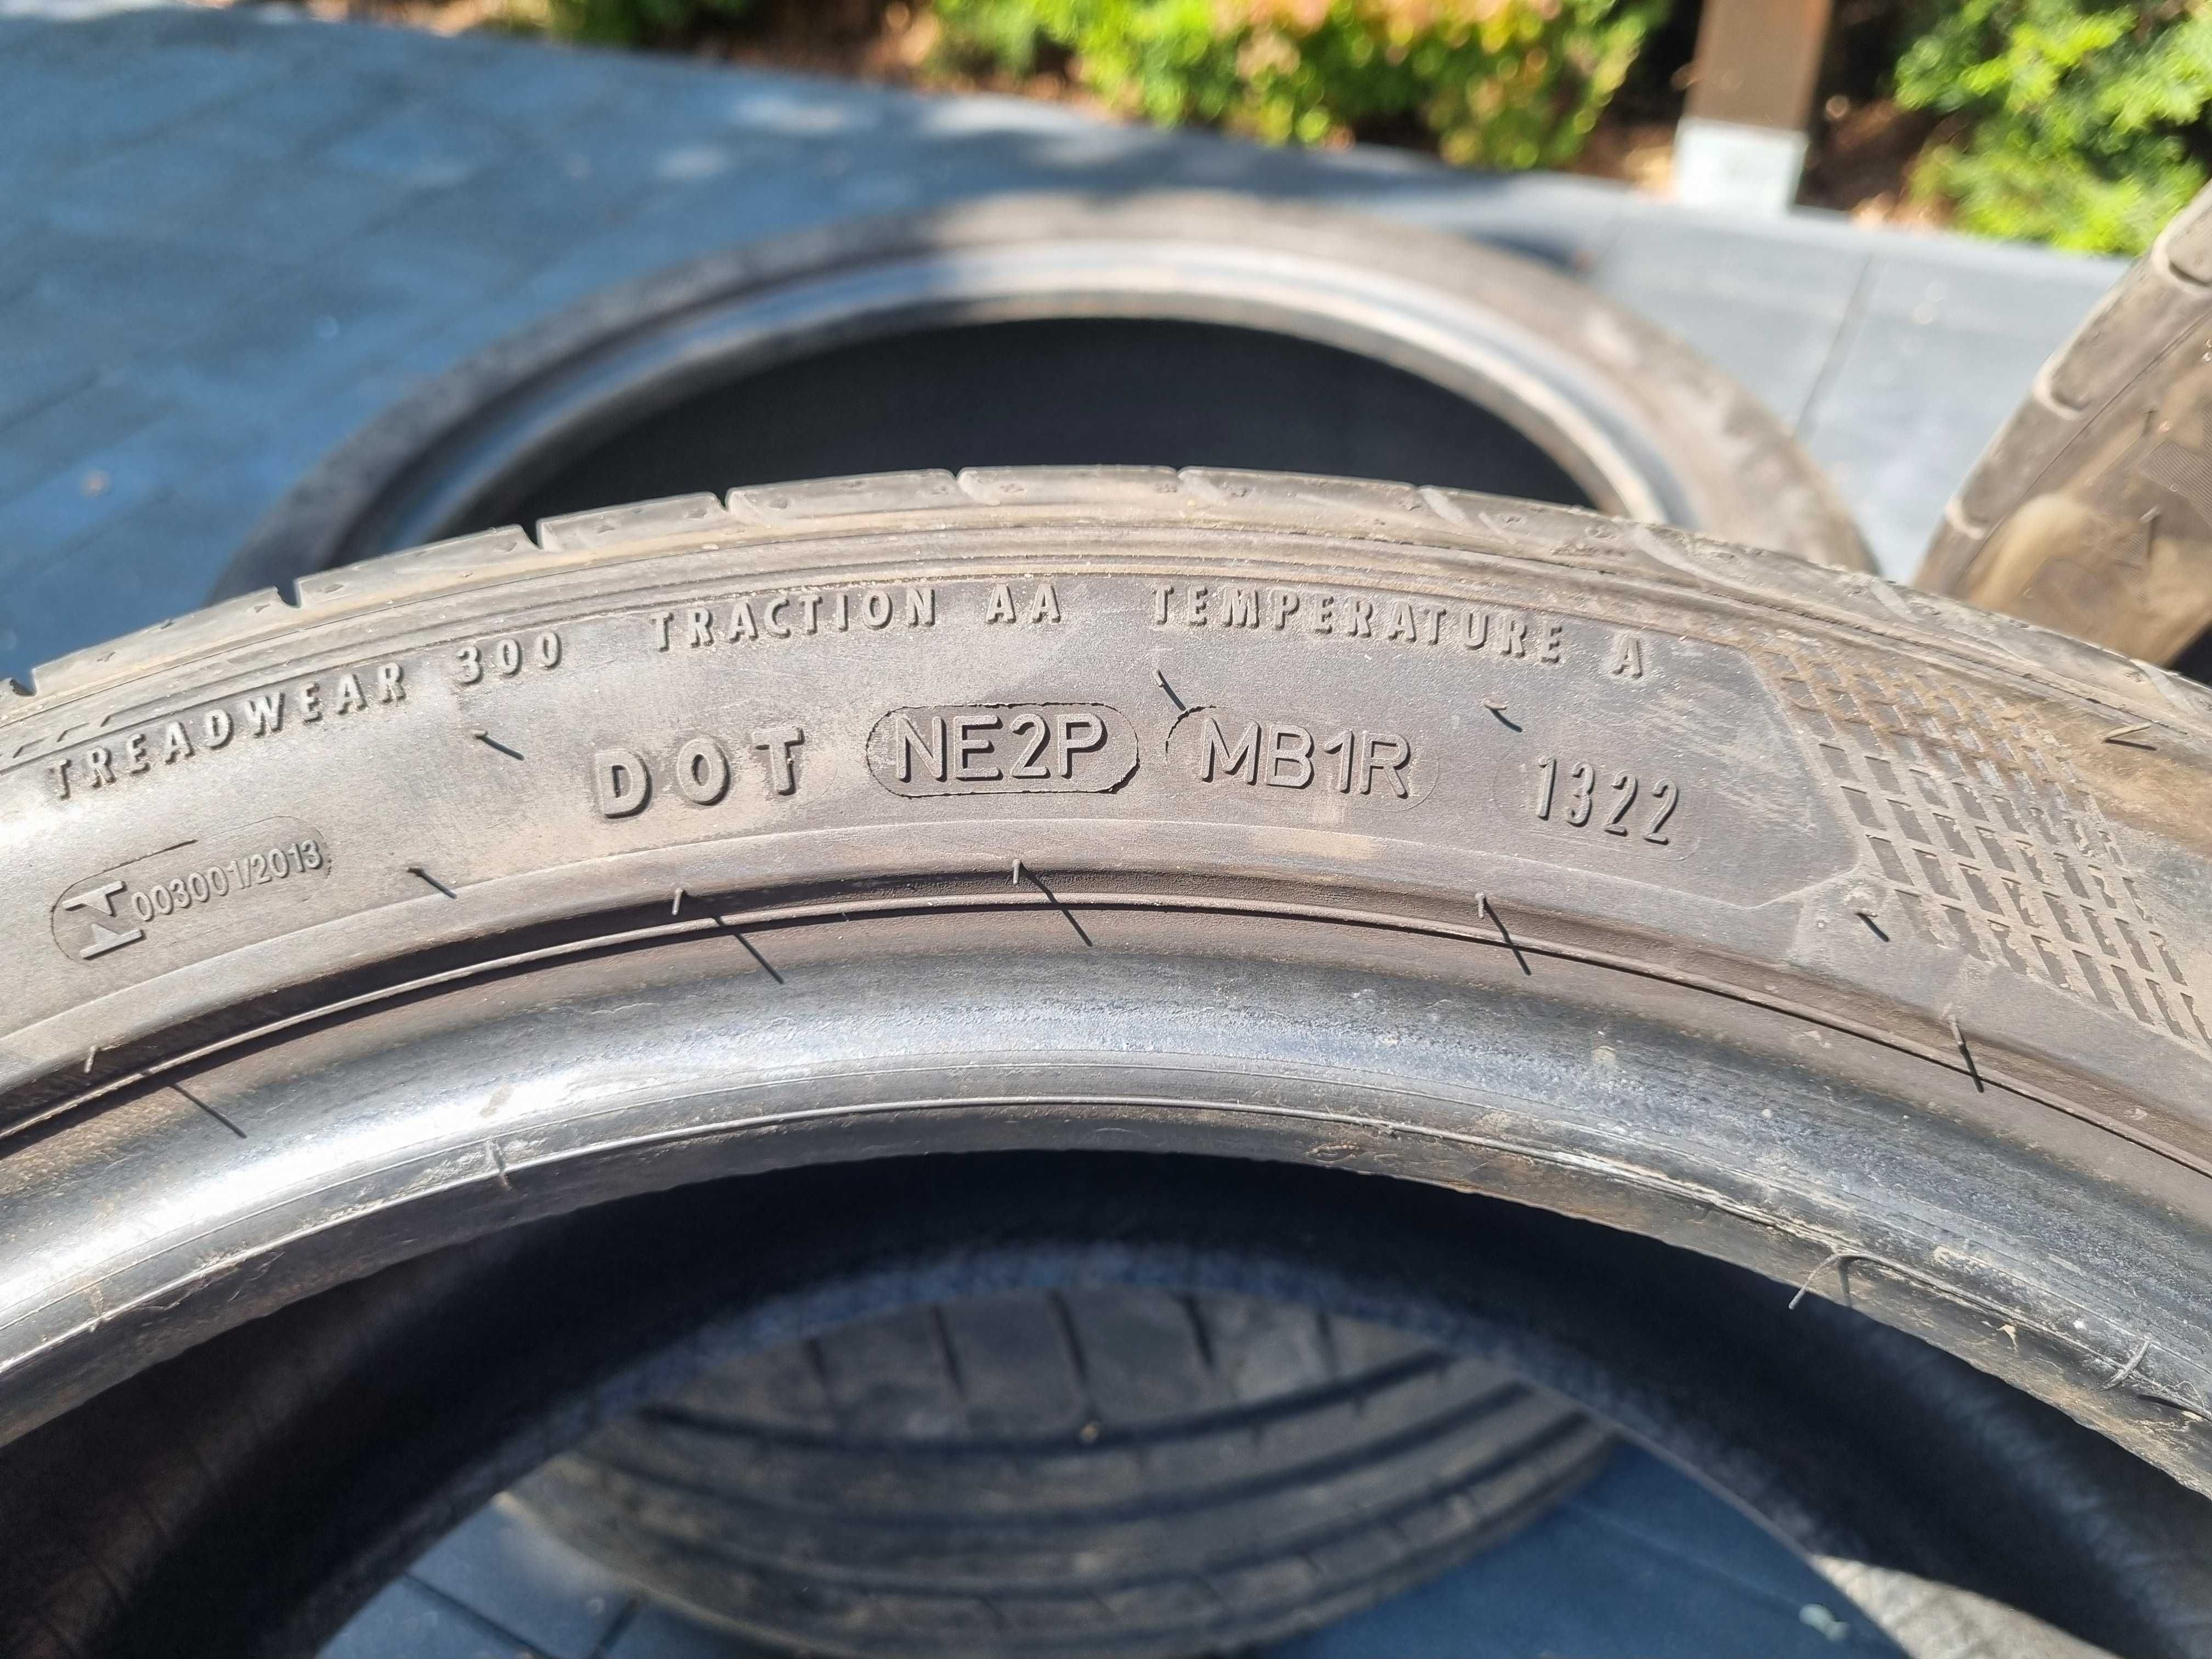 TREADWEAR 300 TRACTION AA TEMPERATURE A
DOT NE2P MB1R 1322
003001/2013